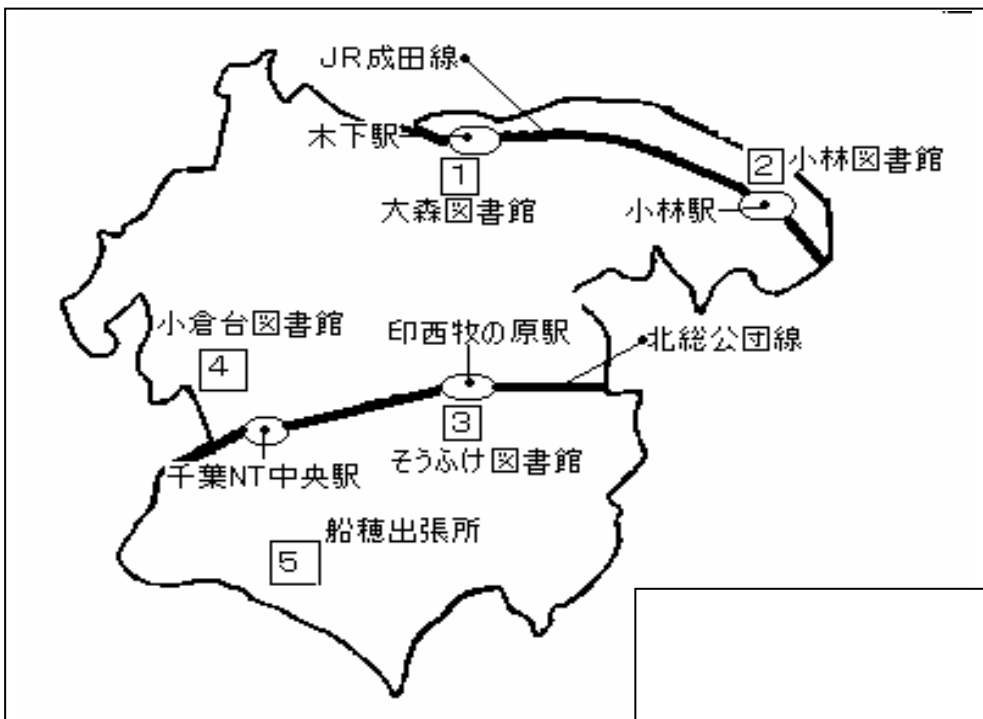 JR成田線
木下駅
1
大森図書館
2
小林図書館
小林駅
小倉台図書館
4
印西牧の原駅
北総公団線
3
そうふけ図書館
千葉NT中央駅
船穂出張所
5